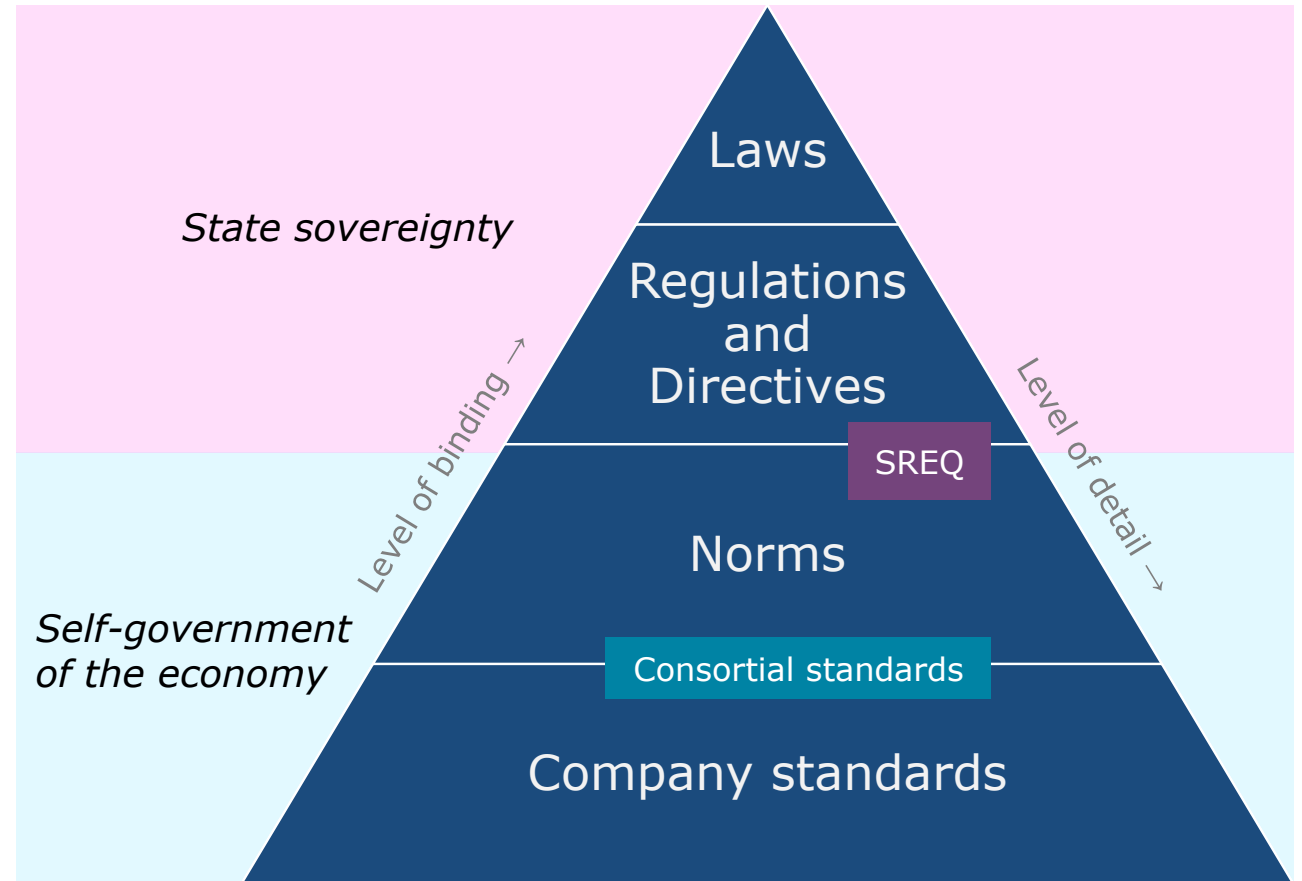 Laws
State sovereignty
Regulations
and
Directives
Level of binding →
Level of detail →
SREQ
Norms
Self-government
of the economy
Consortial standards
Company standards